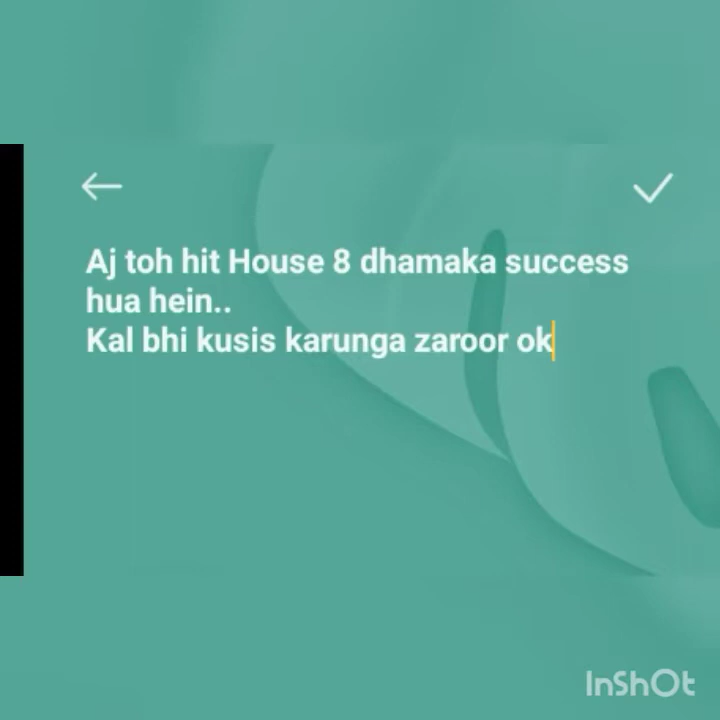 Aj toh hit House 8 dhamaka success
hua hein..
Kal bhi kusis karunga zaroor ok
InShOt